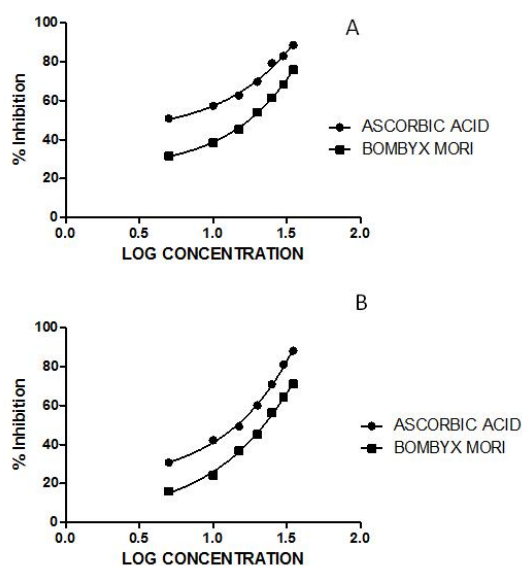 A
100
80
60
40
20
0
% Inhibition
ASCORBIC ACID
BOMBYX MORI
0.0 0.5 1.0 1.5 2.0
LOG CONCENTRATION
B
100
80
60
40
20
0
% Inhibition
ASCORBIC ACID
BOMBYX MORI
0.0 0.5 1.0 1.5 2.0
LOG CONCENTRATION